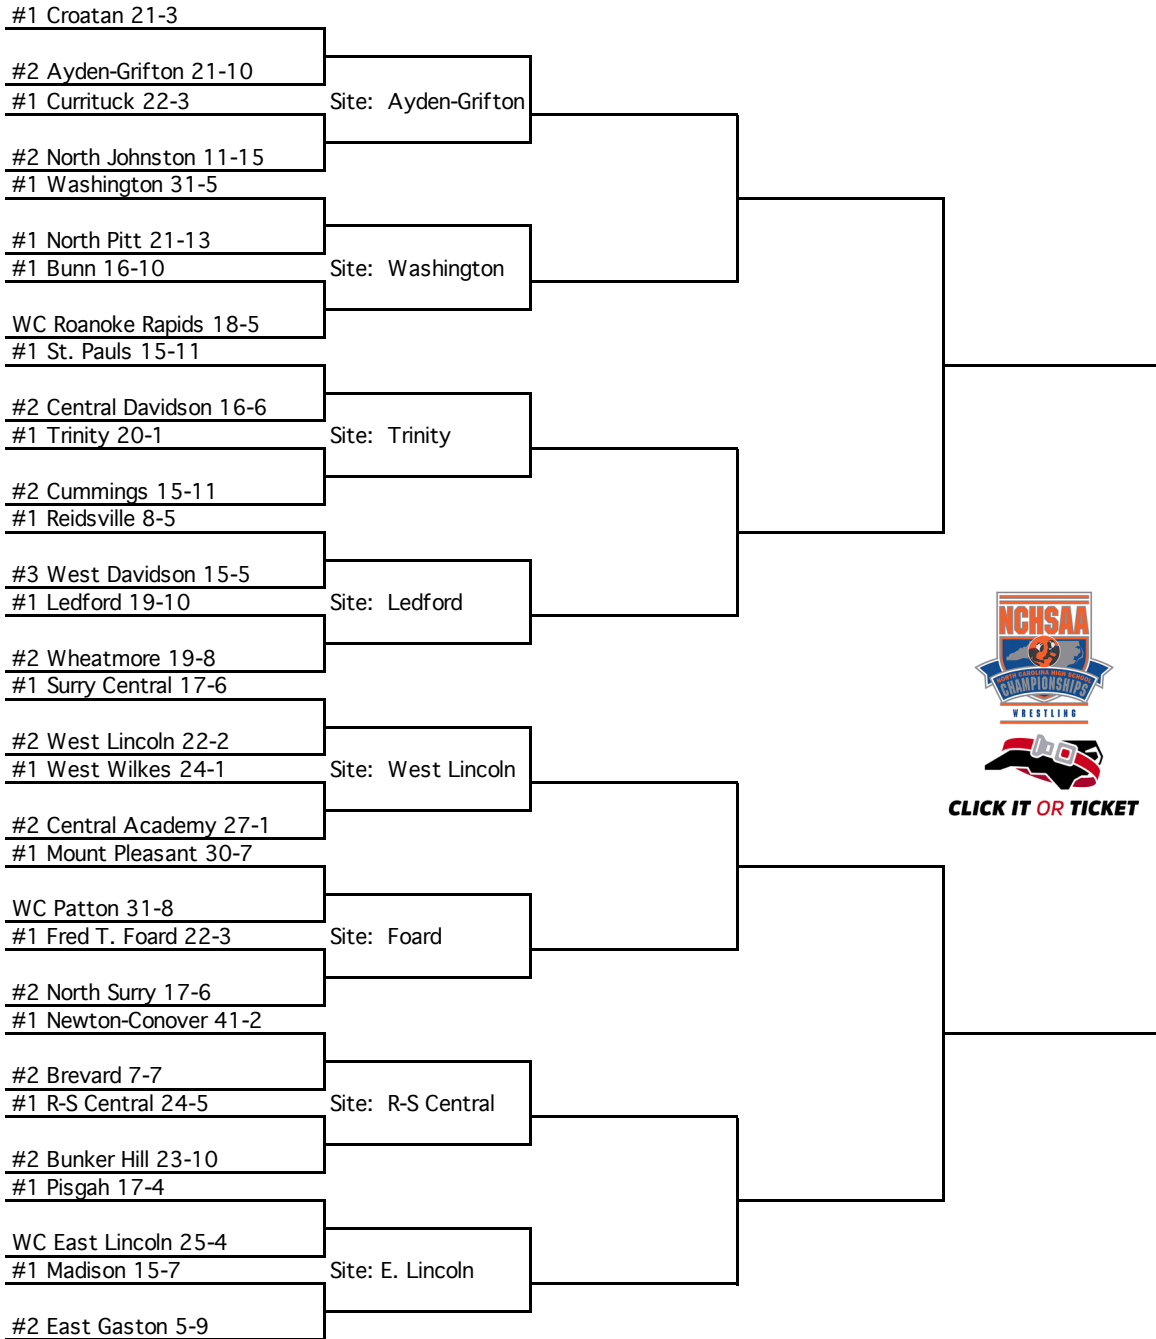 #1 Croatan 21-3
#2 Ayden-Grifton 21-10
#1 Currituck 22-3
Site: Ayden-Grifton
#2 North Johnston 11-15
#1 Washington 31-5
#1 North Pitt 21-13
#1 Bunn 16-10
Site: Washington
WC Roanoke Rapids 18-5
#1 St. Pauls 15-11
#2 Central Davidson 16-6
#1 Trinity 20-1
Site: Trinity
#2 Cummings 15-11
#1 Reidsville 8-5
#3 West Davidson 15-5
#1 Ledford 19-10
Site: Ledford
#2 Wheatmore 19-8
#1 Surry Central 17-6
#2 West Lincoln 22-2
#1 West Wilkes 24-1
Site: West Lincoln
#2 Central Academy 27-1
#1 Mount Pleasant 30-7
WC Patton 31-8
#1 Fred T. Foard 22-3
Site: Foard
#2 North Surry 17-6
#1 Newton-Conover 41-2
#2 Brevard 7-7
#1 R-S Central 24-5
Site: R-S Central
#2 Bunker Hill 23-10
#1 Pisgah 17-4
WC East Lincoln 25-4
#1 Madison 15-7
Site: E. Lincoln
#2 East Gaston 5-9
NCHSAA
NORTH CAROLINA HIGH SCHOOL
CHAMPIONSHIPS
WRESTLING
CLICK IT OR TICKET